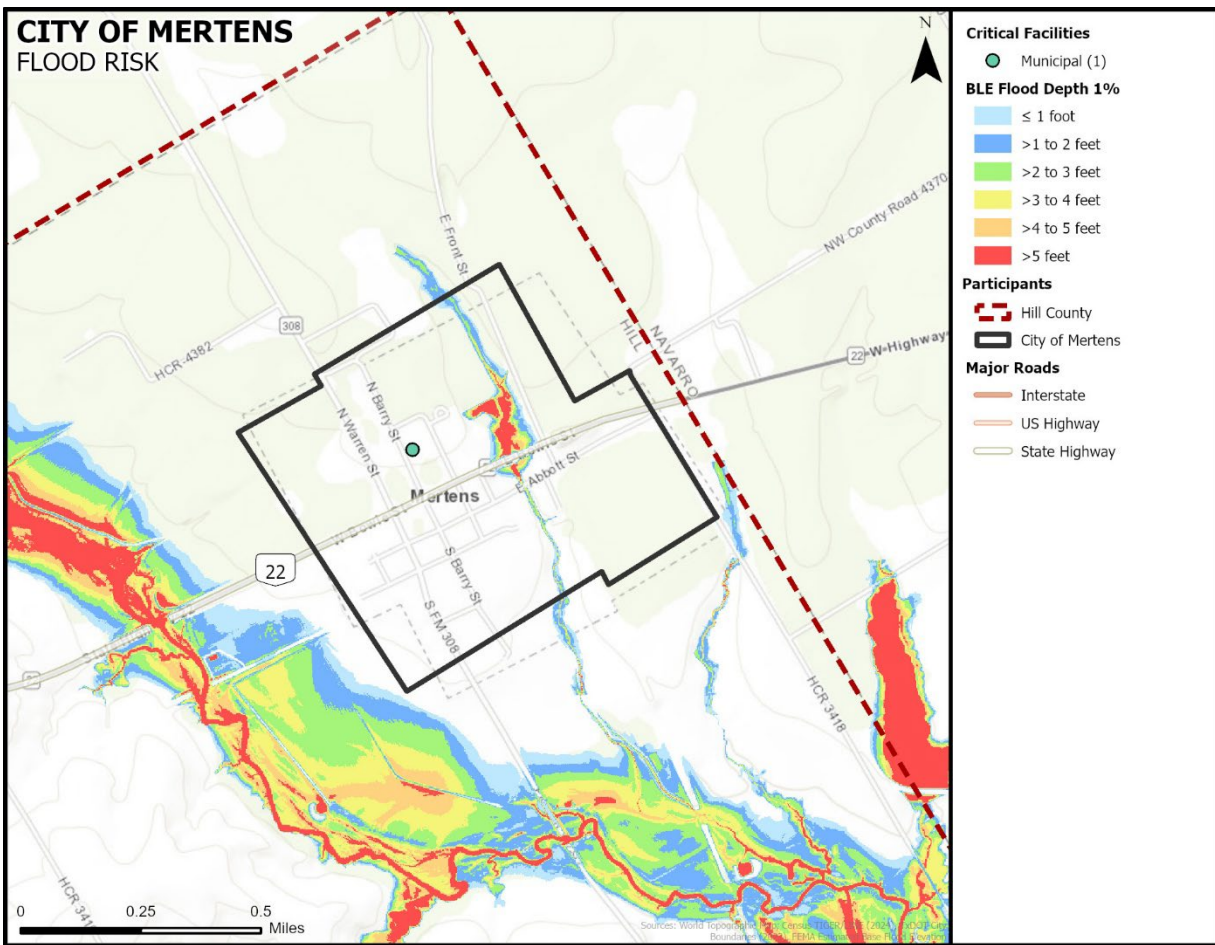 CITY OF MERTENS
FLOOD RISK
N
E Front St
NW County Road 4370
308
HCR-4382
HILL
NAVARRO
22
W Highway
N Barry St
N Warren St
E Abbott St
Mertens
S Barry St
22
S FM 308
HCR 3418
0 0.25 0.5
Miles
Critical Facilities
Municipal (1)
BLE Flood Depth 1%
≤ 1 foot
>1 to 2 feet
>2 to 3 feet
>3 to 4 feet
>4 to 5 feet
>5 feet
Participants
Hill County
City of Mertens
Major Roads
Interstate
US Highway
State Highway